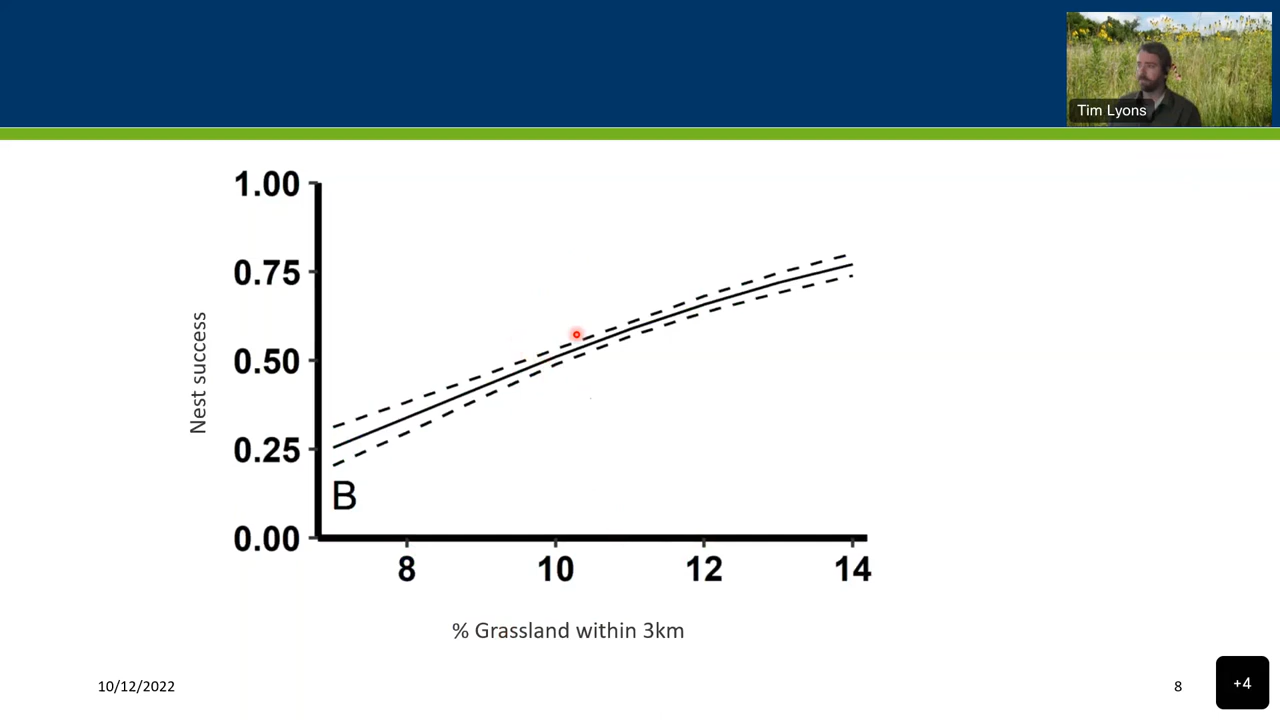 Tim Lyons
1.00
0.75
0.50
0.25
0.00
Nest success
B
8 10 12 14
% Grassland within 3km
10/12/2022
8
+4